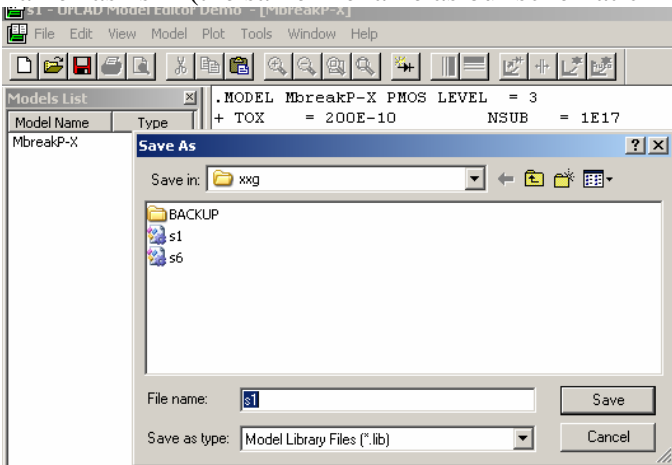 s1 - OrCAD Model Editor Demo - [MbreakP-X]
File Edit View Model Plot Tools Window Help
Models List
Model Name Type
MbreakP-X
.MODEL MbreakP-X PMOS LEVEL = 3
+ TOX = 200E-10 NSUB = 1E17
Save As
Save in: xxg
BACKUP
s1
s6
File name: s1 Save
Save as type: Model Library Files (*.lib) Cancel